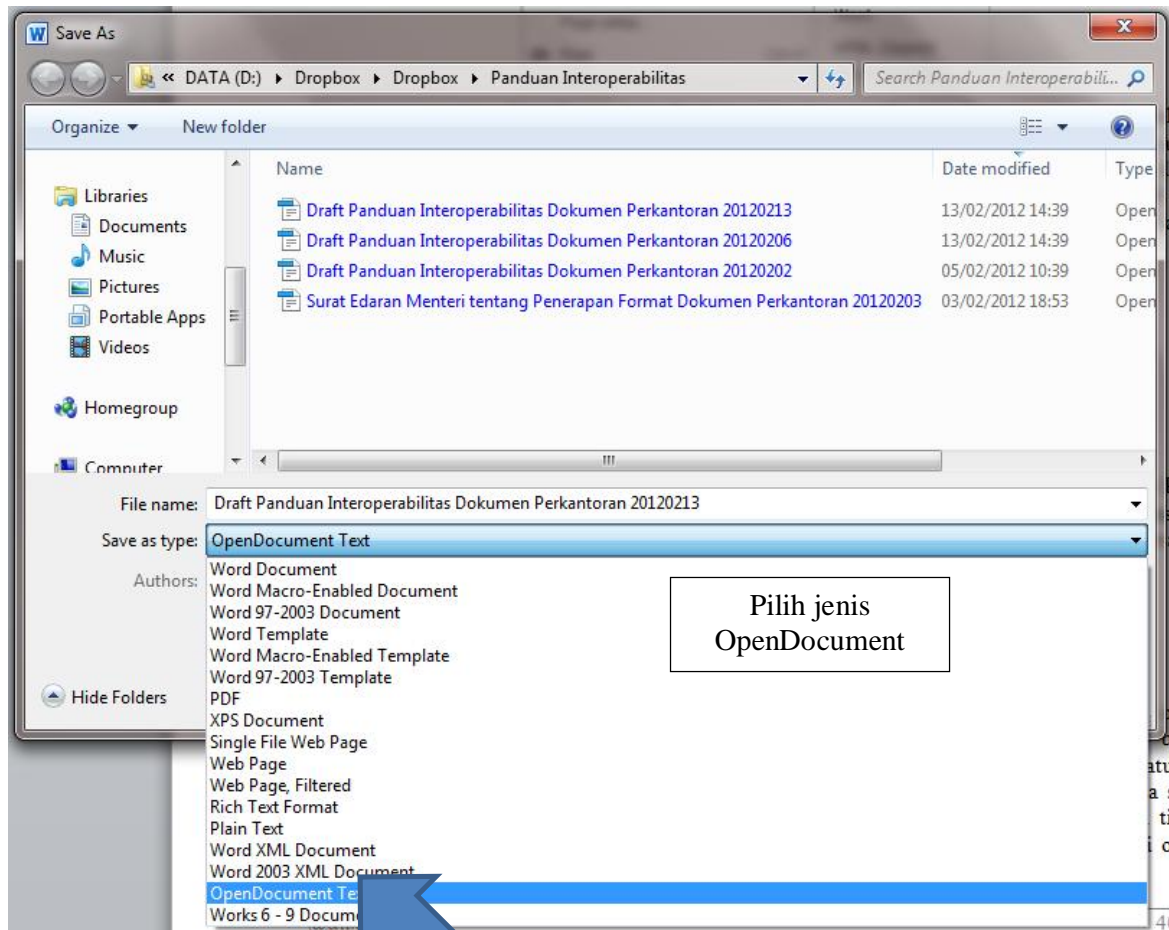 Save As
« DATA (D:) ▸ Dropbox ▸ Dropbox ▸ Panduan Interoperabilitas
Search Panduan Interoperabili...
Organize
New folder
Name
Date modified
Type
Libraries
Documents
Music
Pictures
Portable Apps
Videos
Homegroup
Computer
Draft Panduan Interoperabilitas Dokumen Perkantoran 20120213 13/02/2012 14:39 Open
Draft Panduan Interoperabilitas Dokumen Perkantoran 20120206 13/02/2012 14:39 Open
Draft Panduan Interoperabilitas Dokumen Perkantoran 20120202 05/02/2012 10:39 Open
Surat Edaran Menteri tentang Penerapan Format Dokumen Perkantoran 20120203 03/02/2012 18:53 Open
File name: Draft Panduan Interoperabilitas Dokumen Perkantoran 20120213
Save as type: OpenDocument Text
Authors:
Hide Folders
Word Document
Word Macro-Enabled Document
Word 97-2003 Document
Word Template
Word Macro-Enabled Template
Word 97-2003 Template
PDF
XPS Document
Single File Web Page
Web Page
Web Page, Filtered
Rich Text Format
Plain Text
Word XML Document
Word 2003 XML Document
OpenDocument Te
Works 6 - 9 Docum
Pilih jenis
OpenDocument